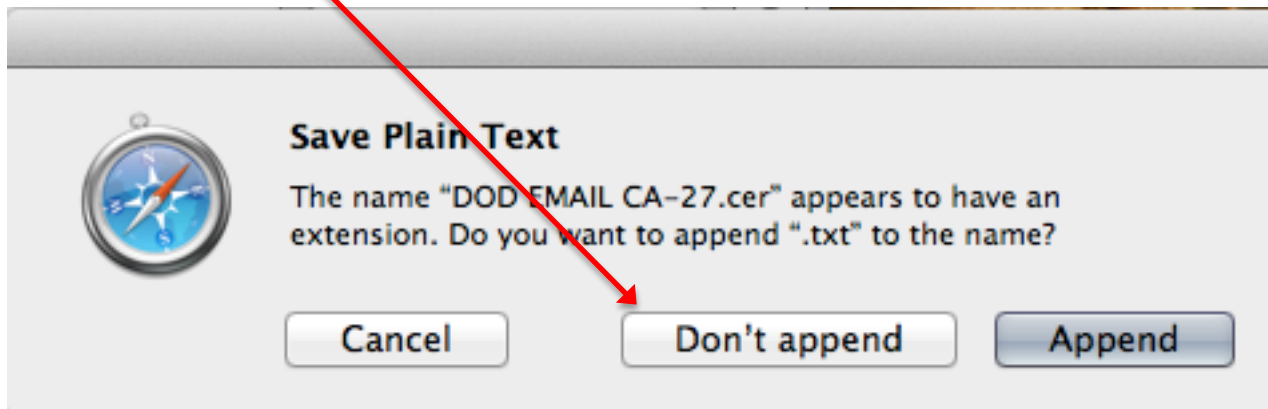 Save Plain Text
The name “DOD EMAIL CA-27.cer” appears to have an
extension. Do you want to append “.txt” to the name?
Cancel
Don't append
Append